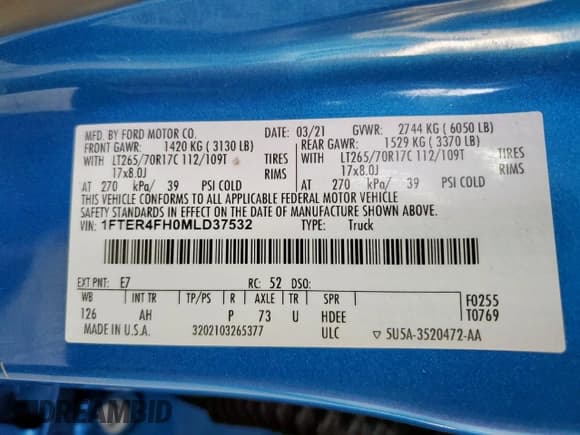 MFD. BY FORD MOTOR CO. DATE: 03/21 GVWR: 2744 KG ( 6050 LB)
FRONT GAWR: 1420 KG ( 3130 LB) REAR GAWR: 1529 KG ( 3370 LB)
WITH LT265/70R17C 112/109T TIRES WITH LT265/70R17C 112/109T TIRES
17x8.0J RIMS 17x8.0J RIMS
AT 270 kPa/ 39 PSI COLD AT 270 kPa/ 39 PSI COLD
THIS VEHICLE CONFORMS TO ALL APPLICABLE FEDERAL MOTOR VEHICLE
SAFETY STANDARDS IN EFFECT ON THE DATE OF MANUFACTURE SHOWN ABOVE.
VIN: 1FTER4FH0MLD37532 TYPE: Truck
EXT PNT: E7 RC: 52 DSO:
WB INT TR TP/PS R AXLE TR SPR F0255
126 AH P 73 U HDEE T0769
MADE IN U.S.A. 3202103265377 ULC ▽ 5U5A-3520472-AA
DREAMBID